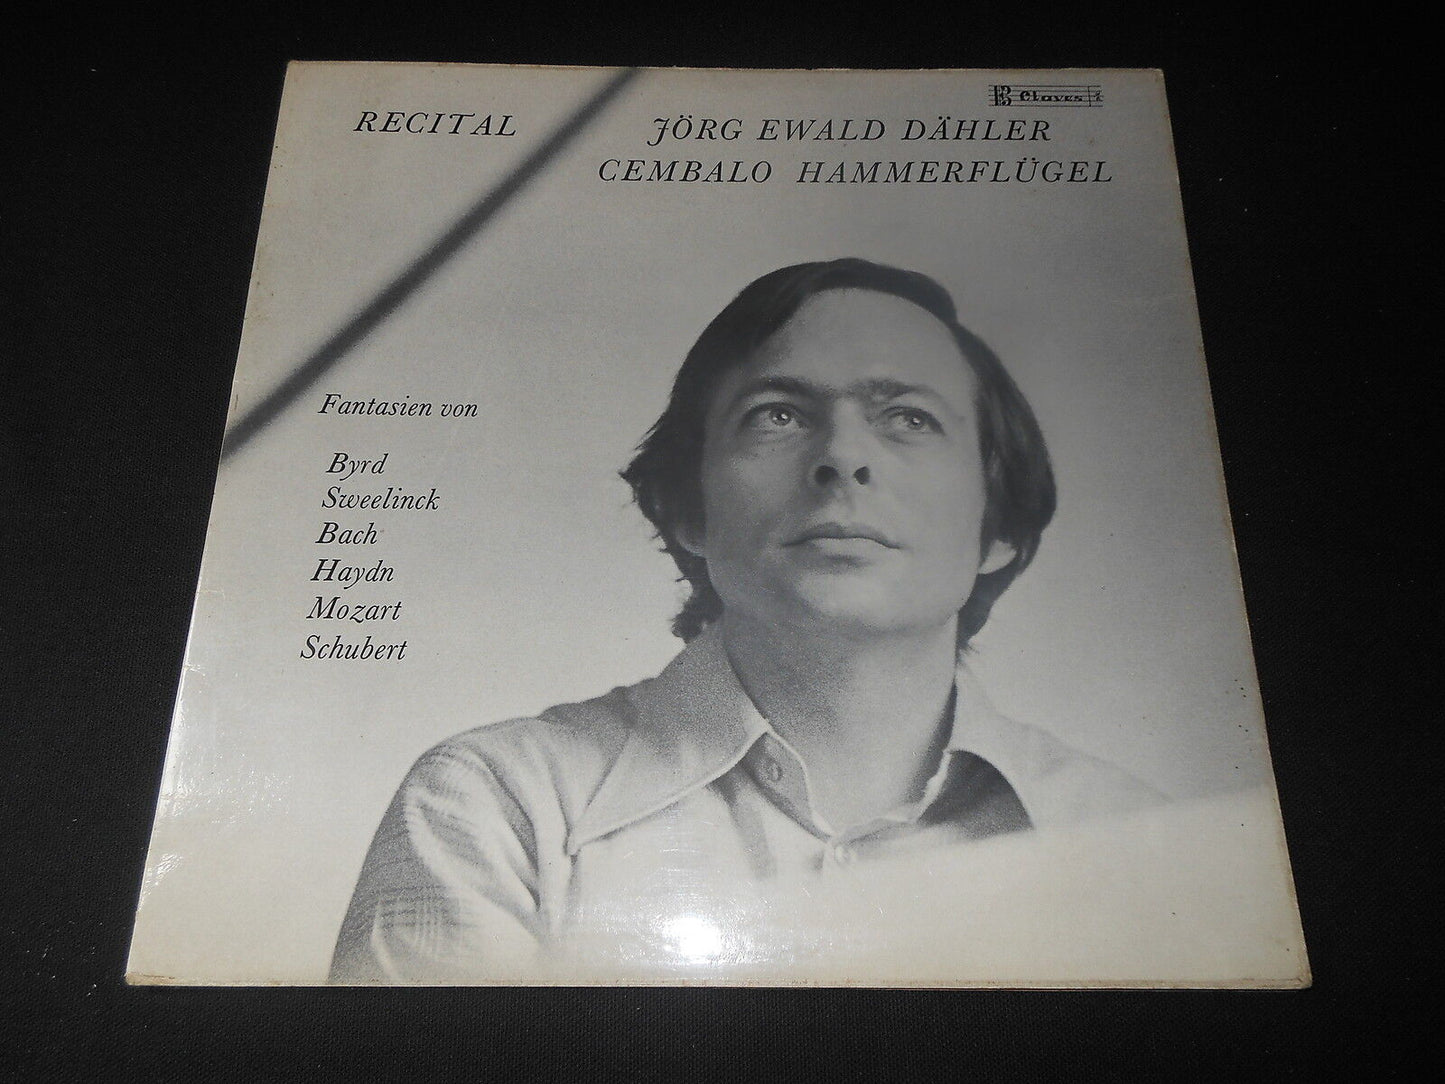 Claves
RECITAL
JÖRG EWALD DÄHLER
CEMBALO HAMMERFLÜGEL
Fantasien von
Byrd
Sweelinck
Bach
Haydn
Mozart
Schubert